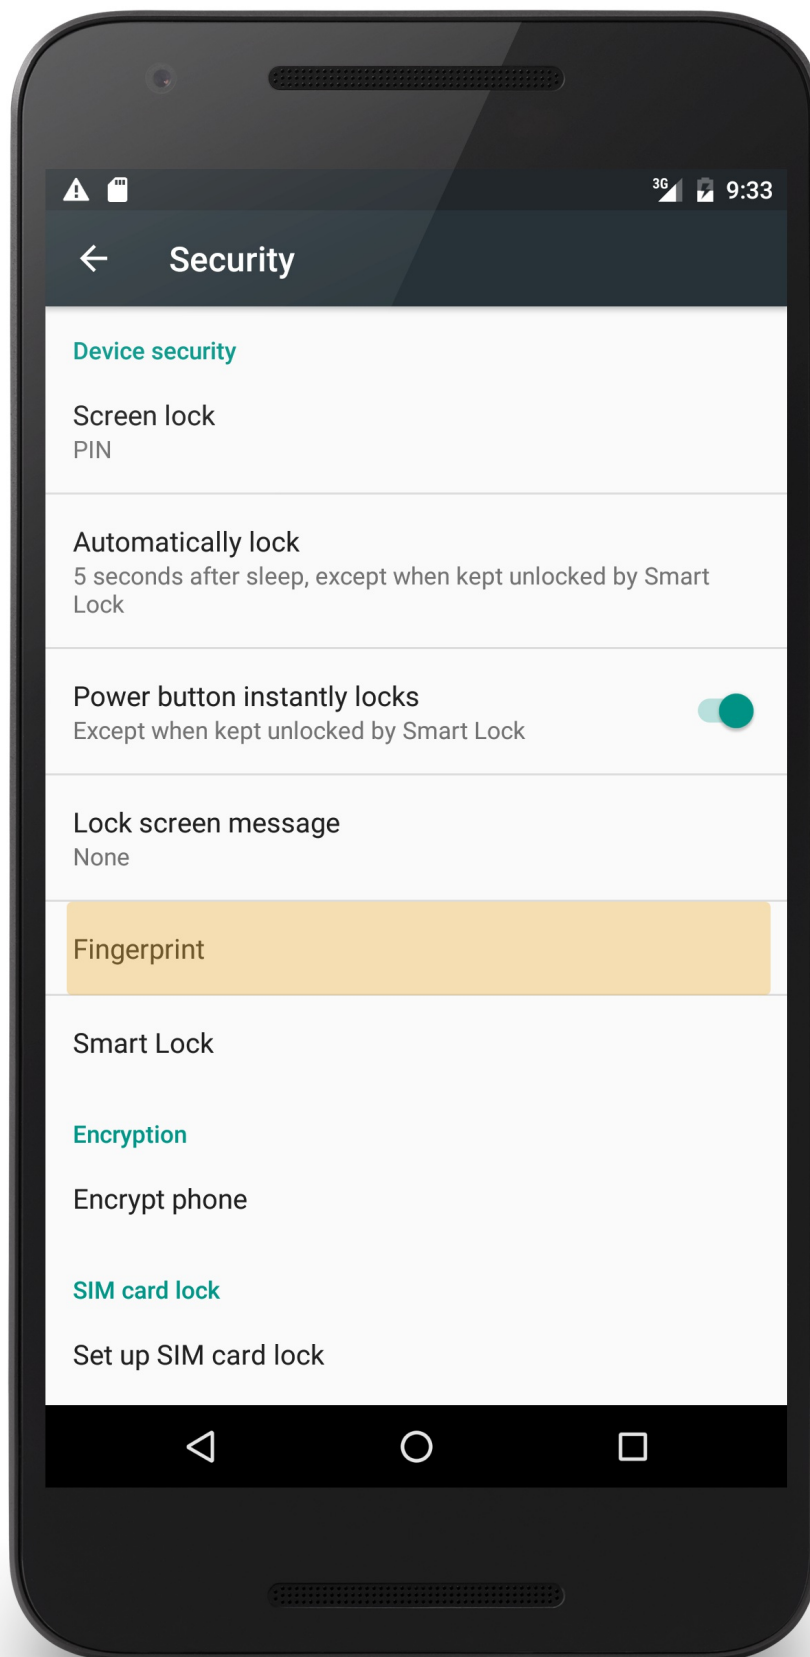 3G 9:33
Security
Device security
Screen lock
PIN
Automatically lock
5 seconds after sleep, except when kept unlocked by Smart
Lock
Power button instantly locks
Except when kept unlocked by Smart Lock
Lock screen message
None
Fingerprint
Smart Lock
Encryption
Encrypt phone
SIM card lock
Set up SIM card lock